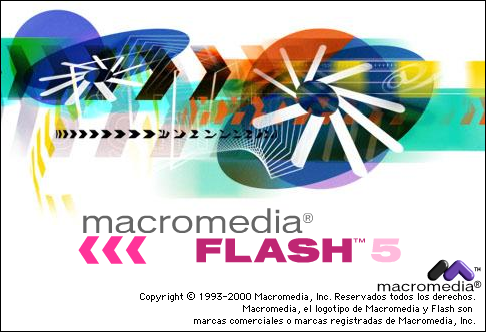 macromedia®
FLASH™ 5
macromedia®™
Copyright © 1993-2000 Macromedia, Inc. Reservados todos los derechos.
Macromedia, el logotipo de Macromedia y Flash son
marcas comerciales o marcas registradas de Macromedia, Inc.